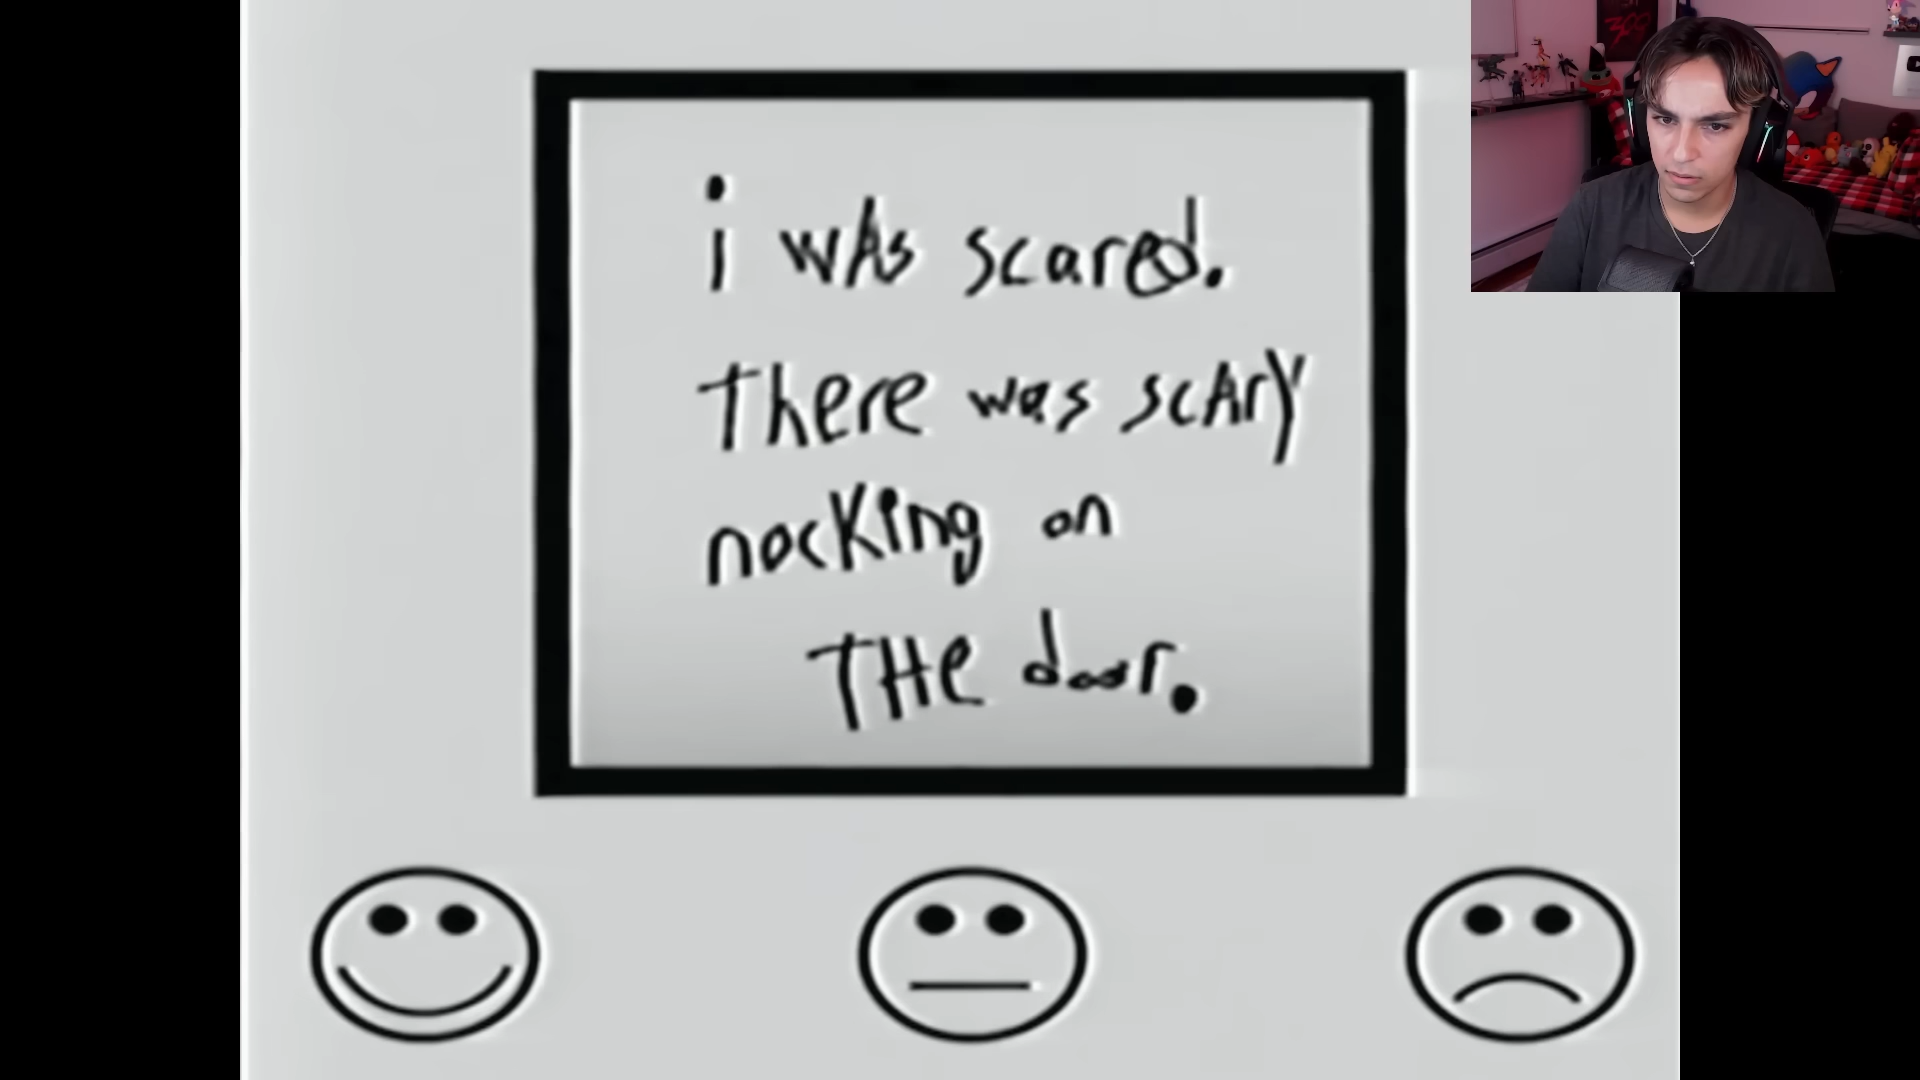 i wAs scared.
There was scAry
nocKing on
THe door.